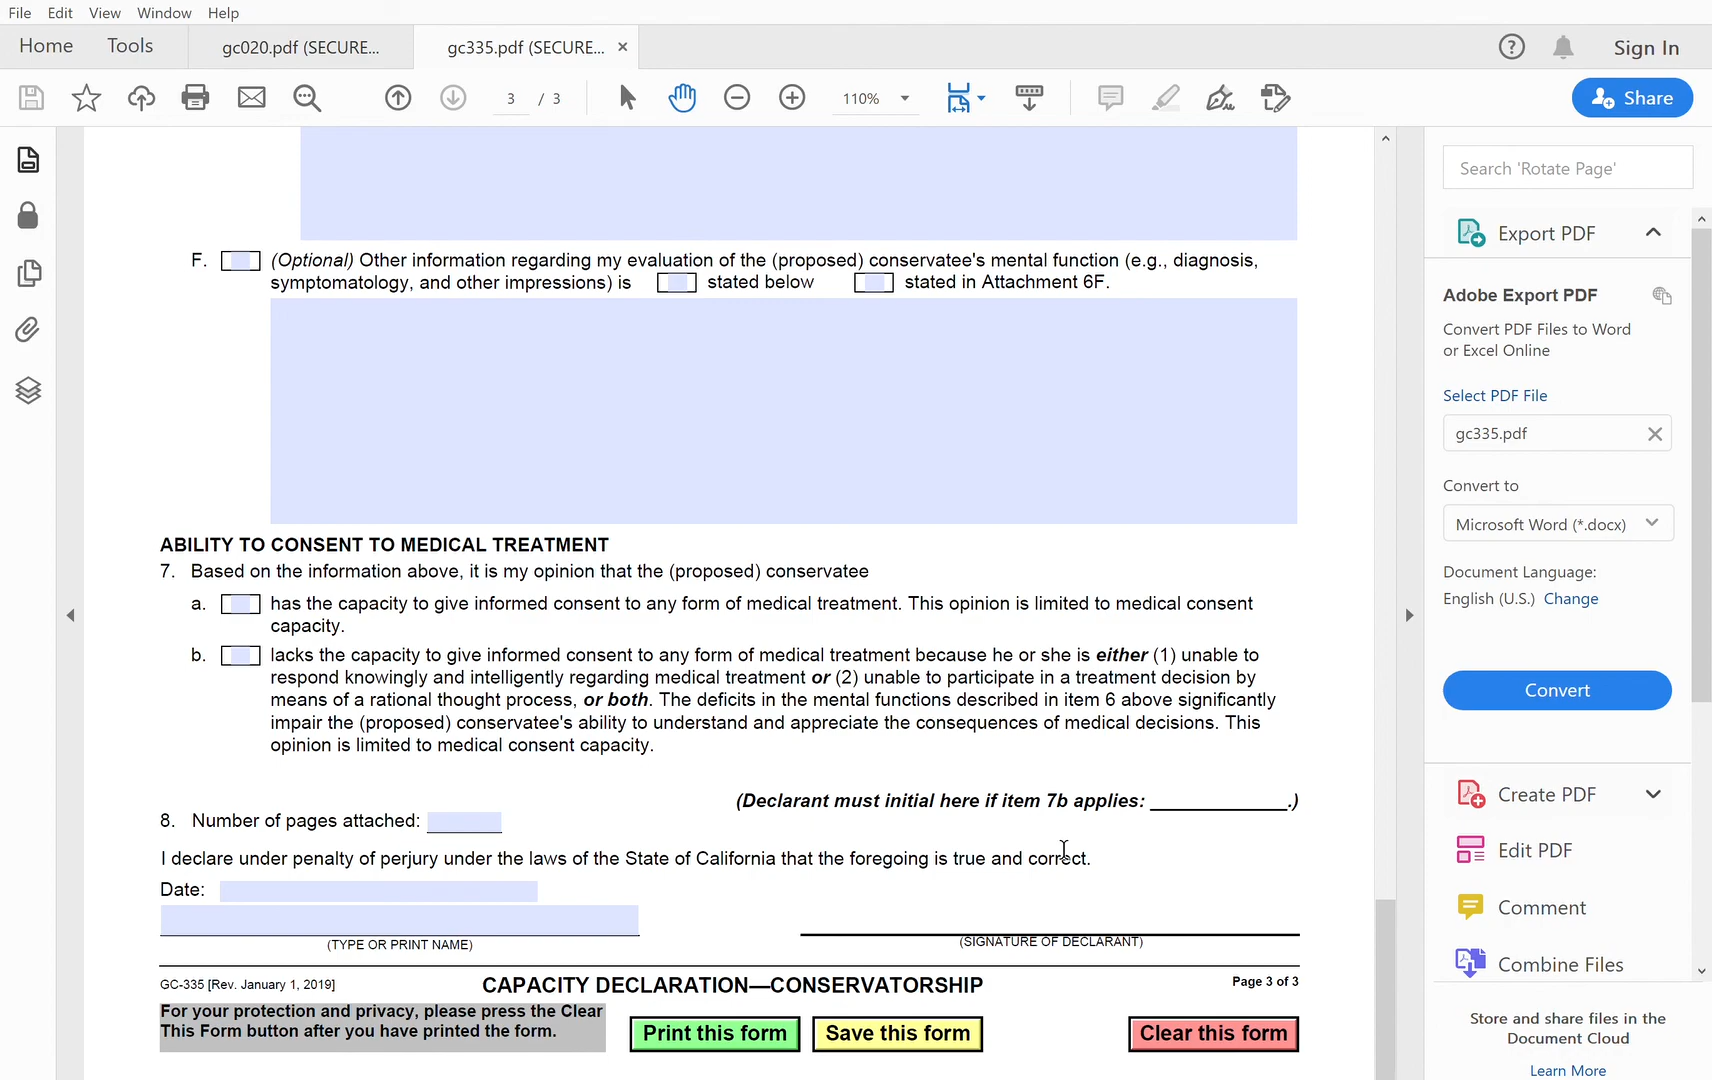 File Edit View Window Help
Home Tools gc020.pdf (SECURE... gc335.pdf (SECURE... × ? Sign In
3 / 3 110% Share
Search 'Rotate Page'
Export PDF
F. (Optional) Other information regarding my evaluation of the (proposed) conservatee's mental function (e.g., diagnosis,
symptomatology, and other impressions) is stated below stated in Attachment 6F.
ABILITY TO CONSENT TO MEDICAL TREATMENT
7. Based on the information above, it is my opinion that the (proposed) conservatee
a. has the capacity to give informed consent to any form of medical treatment. This opinion is limited to medical consent
capacity.
b. lacks the capacity to give informed consent to any form of medical treatment because he or she is either (1) unable to
respond knowingly and intelligently regarding medical treatment or (2) unable to participate in a treatment decision by
means of a rational thought process, or both. The deficits in the mental functions described in item 6 above significantly
impair the (proposed) conservatee's ability to understand and appreciate the consequences of medical decisions. This
opinion is limited to medical consent capacity.
(Declarant must initial here if item 7b applies: _____________.)
8. Number of pages attached:
I declare under penalty of perjury under the laws of the State of California that the foregoing is true and correct.
Date:
(TYPE OR PRINT NAME) (SIGNATURE OF DECLARANT)
GC-335 [Rev. January 1, 2019] CAPACITY DECLARATION—CONSERVATORSHIP Page 3 of 3
For your protection and privacy, please press the Clear
This Form button after you have printed the form.
Print this form Save this form Clear this form
Adobe Export PDF
Convert PDF Files to Word
or Excel Online
Select PDF File
gc335.pdf
Convert to
Microsoft Word (*.docx)
Document Language:
English (U.S.) Change
Convert
Create PDF
Edit PDF
Comment
Combine Files
Store and share files in the
Document Cloud
Learn More